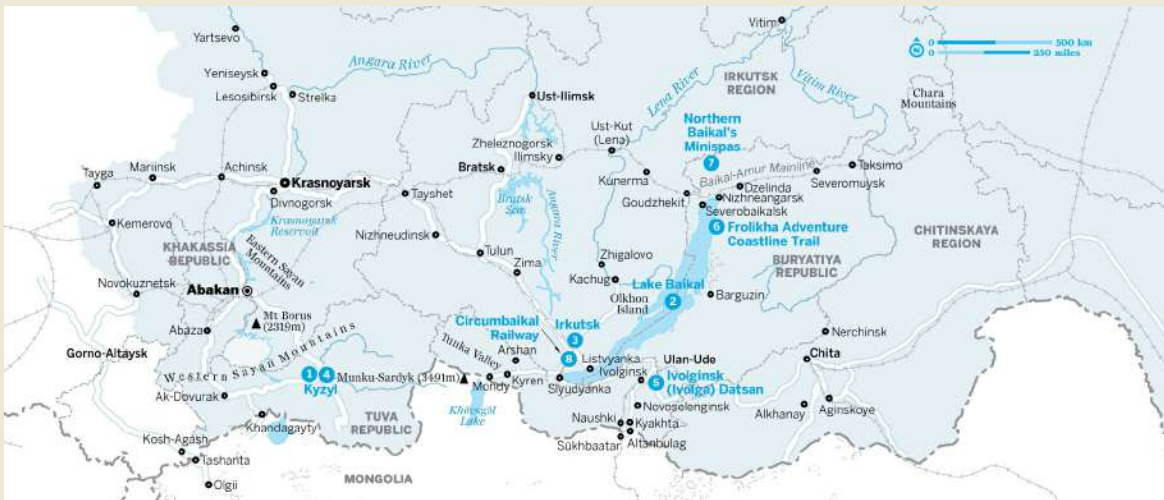 Yartsevo
Yeniseysk
Lesosibirsk
Strelka
Angara River
Vitim
0 500 km
0 250 miles
N
IRKUTSK
REGION
Lena River
Vitim River
Chara
Mountains
Ust-Ilimsk
Zheleznogorsk
Ilimsky
Ust-Kut
(Lena)
Northern
Baikal's
Minispas
7
Baikal-Amur Mainline
Taksimo
Severomuysk
Tayga
Mariinsk
Achinsk
Krasnoyarsk
Divnogorsk
Bratsk
Bratsk
Sea
Angara River
Kunerma
Goudzhekit
Dzelinda
Nizhneangarsk
Severobaikalsk
Tayshet
Kemerovo
Krasnoyarsk
Reservoir
6
Frolikha Adventure
Coastline Trail
KHAKASSIA
REPUBLIC
Eastern Sayan
Mountains
Nizhneudinsk
Tulun
Zima
Zhigalovo
Kachug
BURYATIYA
REPUBLIC
CHITINSKAYA
REGION
Novokuznetsk
Abakan
Lake Baikal
2
Olkhon
Island
Barguzin
Mt Borus
(2319m)
Abaza
Circumbaikal
Railway
Irkutsk
3
8
Nerchinsk
Gorno-Altaysk
Western Sayan Mountains
Tunka Valley
Arshan
Listvyanka
Ivolginsk
Ulan-Ude
Chita
1 4
Kyzyl
Munku-Sardyk (3491m)
Mondy
Kyren
Slyudyanka
5
Ivolginsk
(Ivolga) Datsan
Ak-Dovurak
Khövsgöl
Lake
Novoselenginsk
Alkhanay
Aginskoye
Khandagayty
TUVA
REPUBLIC
Naushki
Kyakhta
Sükhbaatar
Altanbulag
Kosh-Agash
Tashanta
Olgii
MONGOLIA